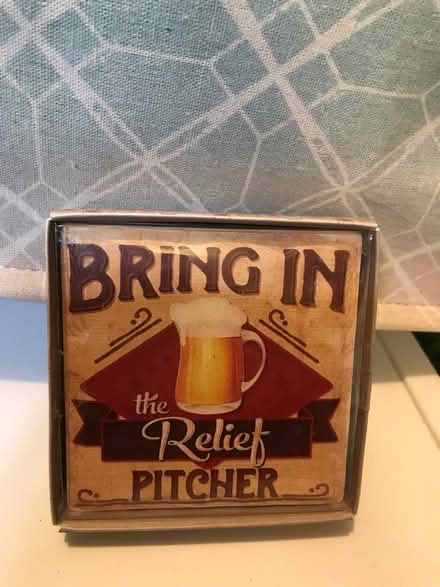 BRING IN
the
Relief
PITCHER